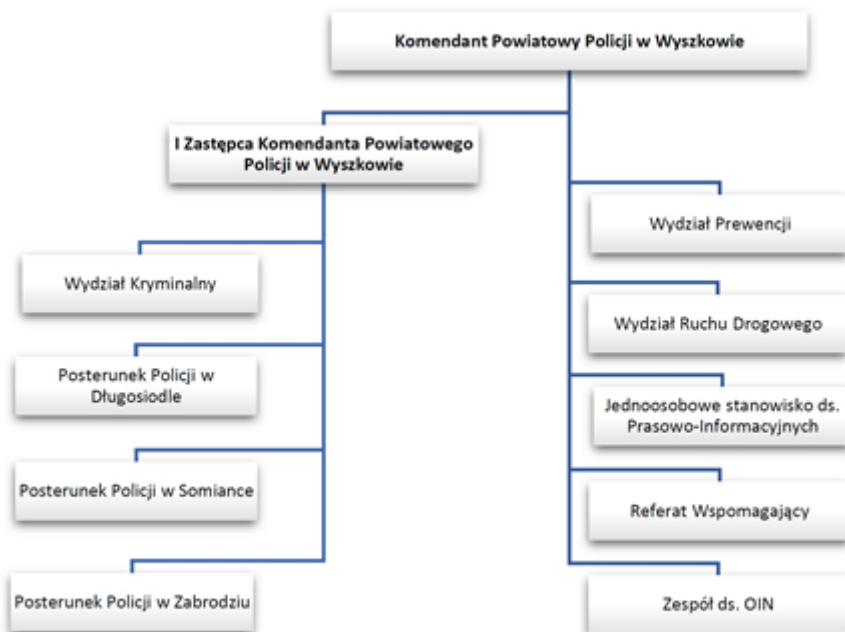 Komendant Powiatowy Policji w Wyszkowie
I Zastępca Komendanta Powiatowego
Policji w Wyszkowie
Wydział Kryminalny
Posterunek Policji w
Długosiodle
Posterunek Policji w Somiance
Posterunek Policji w Zabrodziu
Wydział Prewencji
Wydział Ruchu Drogowego
Jednoosobowe stanowisko ds.
Prasowo-Informacyjnych
Referat Wspomagający
Zespół ds. OIN